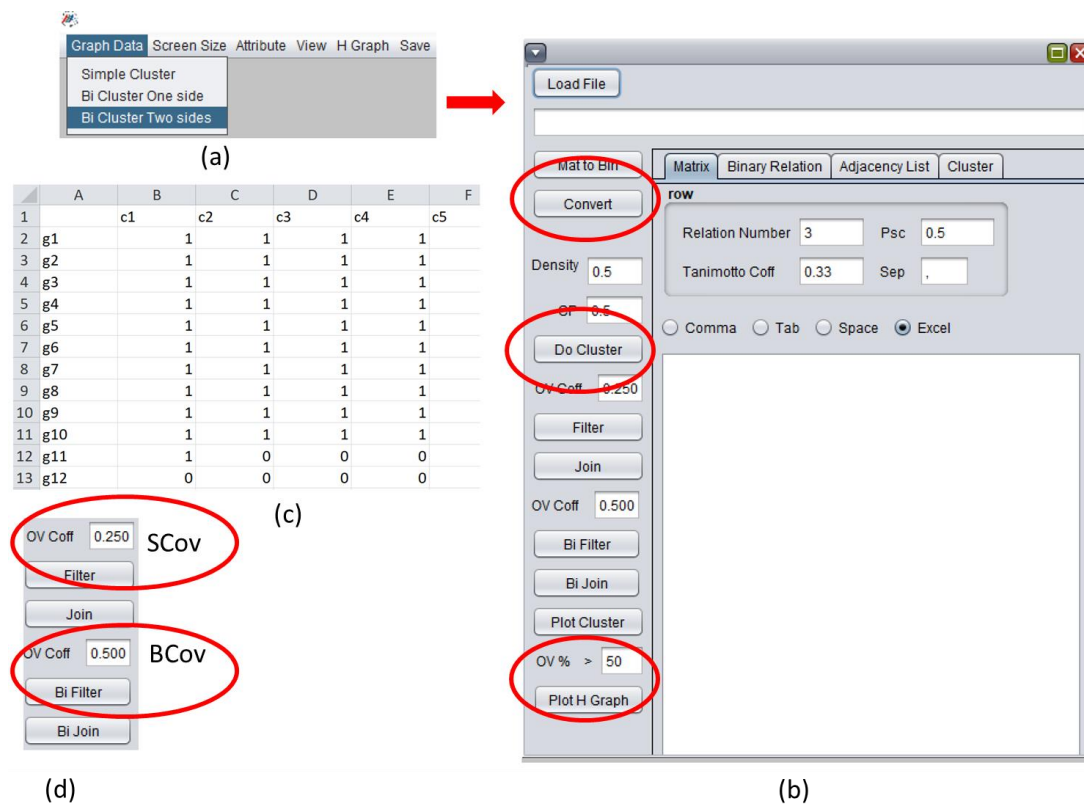 Graph Data Screen Size Attribute View H Graph Save
Simple Cluster
Bi Cluster One side
Bi Cluster Two sides
(a)
A B C D E F
1 c1 c2 c3 c4 c5
2 g1 1 1 1 1
3 g2 1 1 1 1
4 g3 1 1 1 1
5 g4 1 1 1 1
6 g5 1 1 1 1
7 g6 1 1 1 1
8 g7 1 1 1 1
9 g8 1 1 1 1
10 g9 1 1 1 1
11 g10 1 1 1 1
12 g11 1 0 0 0
13 g12 0 0 0 0
(c)
OV Coff 0.250 SCov
Filter
Join
OV Coff 0.500 BCov
Bi Filter
Bi Join
(d)
Load File
Mat to Bin
Convert
Density 0.5
CF 0.5
Do Cluster
OV Coff 0.250
Filter
Join
OV Coff 0.500
Bi Filter
Bi Join
Plot Cluster
OV % > 50
Plot H Graph
Matrix Binary Relation Adjacency List Cluster
row
Relation Number 3 Psc 0.5
Tanimotto Coff 0.33 Sep ,
Comma Tab Space Excel
(b)